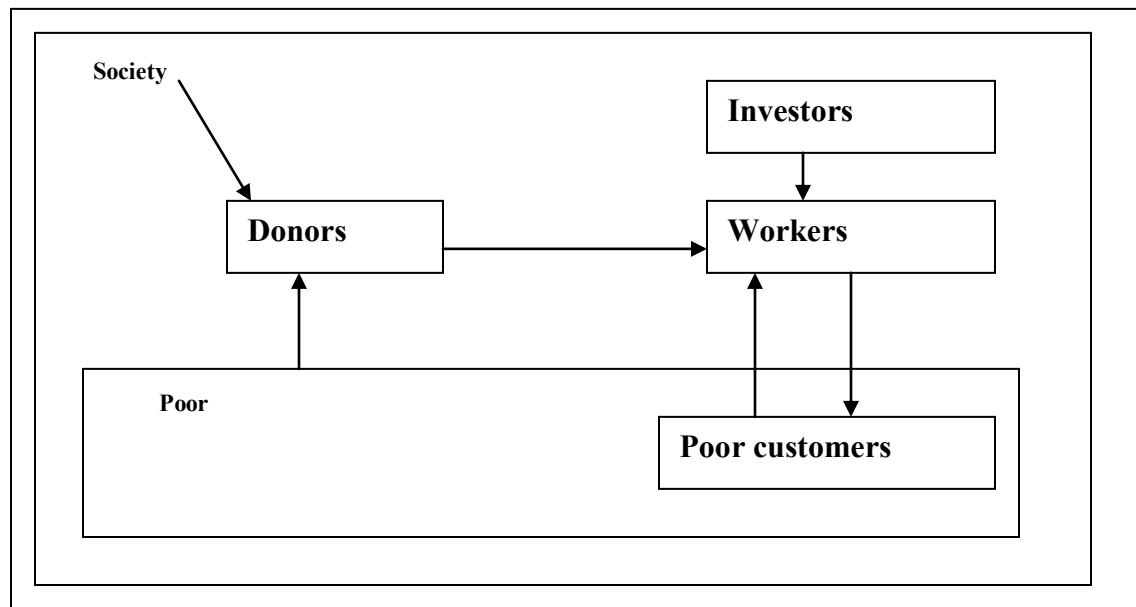 Society
Investors
Donors
Workers
Poor
Poor customers